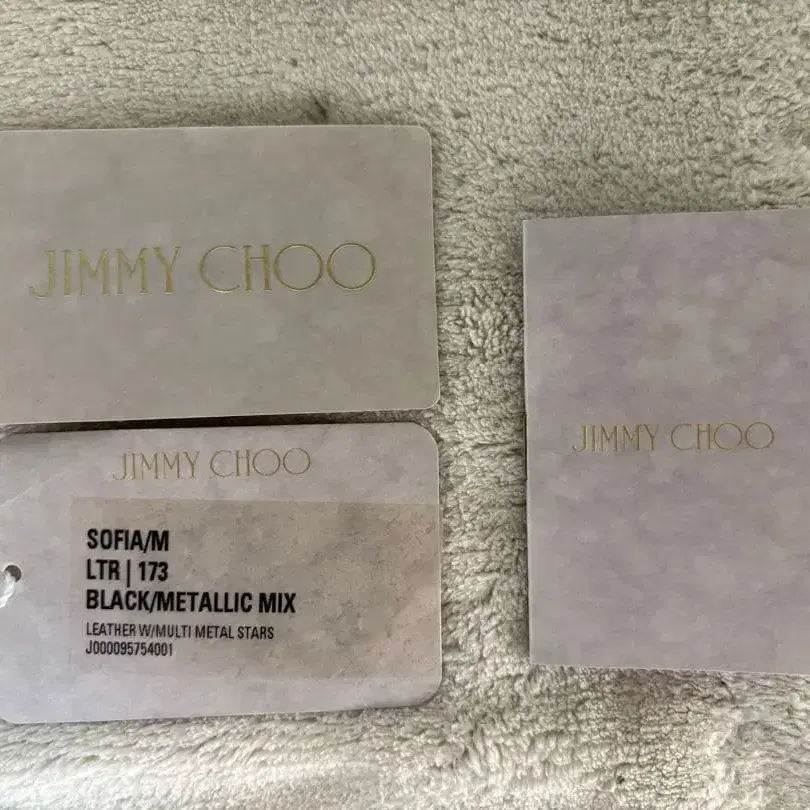 JIMMY CHOO
JIMMY CHOO
SOFIA/M
LTR | 173
BLACK/METALLIC MIX
LEATHER W/MULTI METAL STARS
J000095754001
JIMMY CHOO